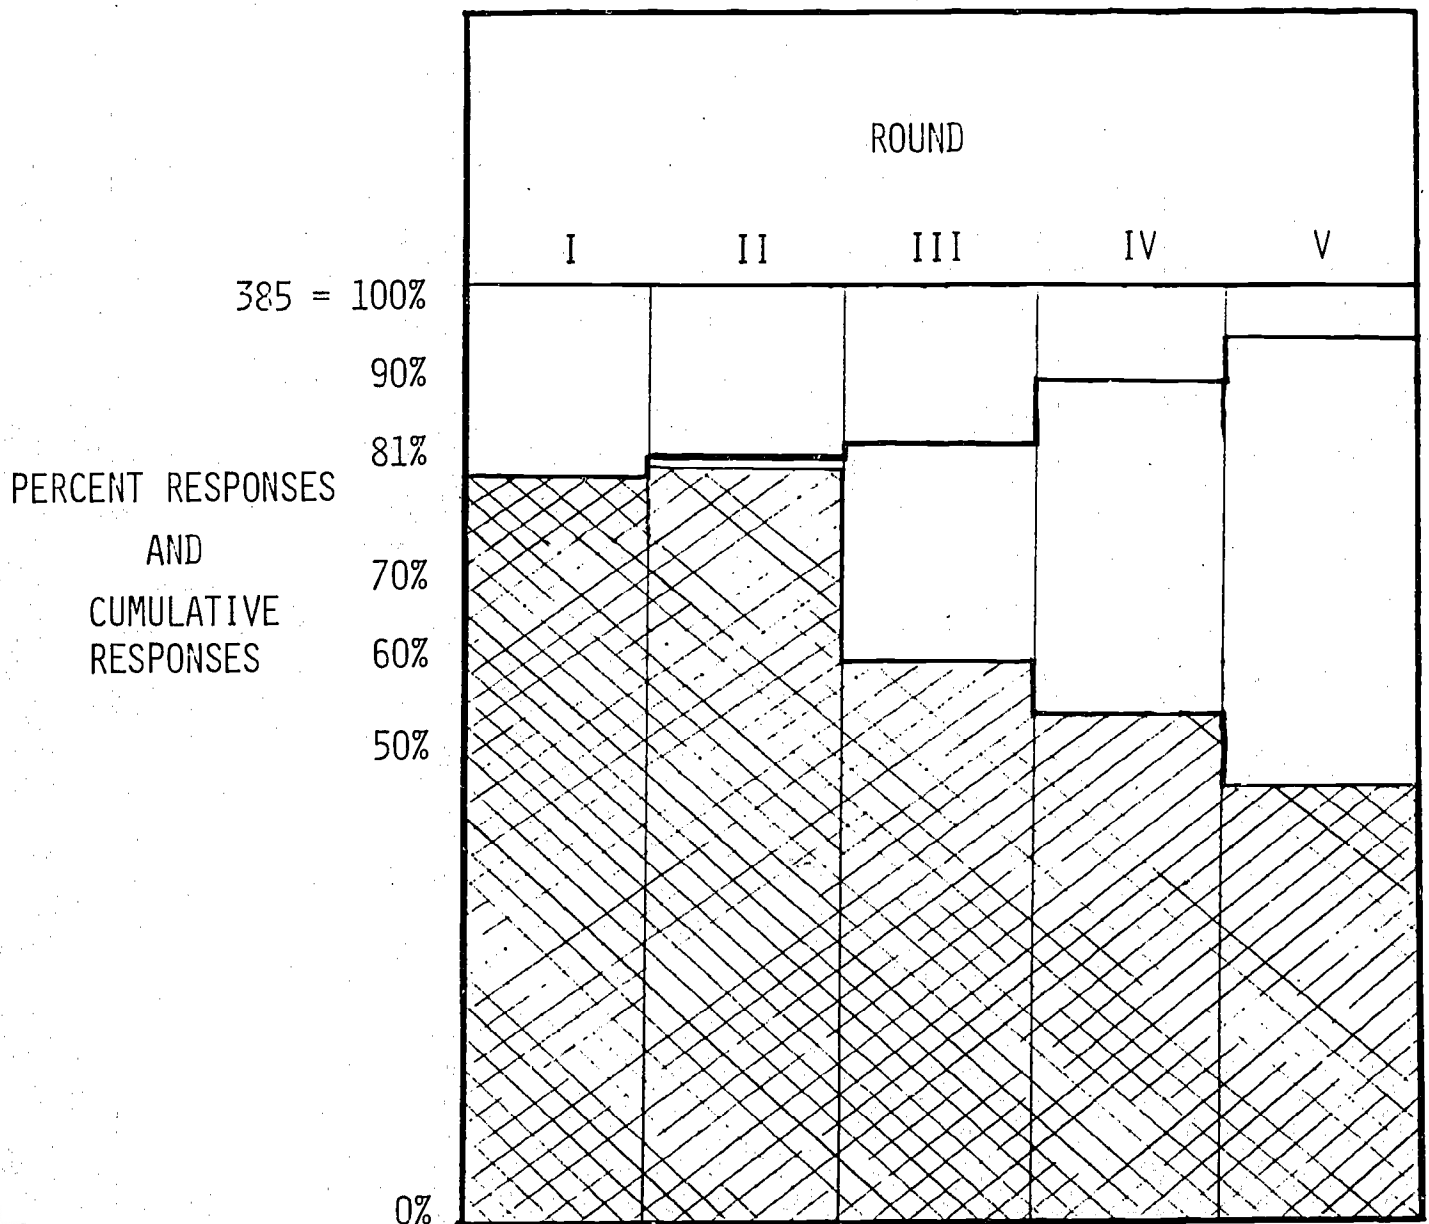 ROUND
I II III IV V
385 = 100%
90%
81%
PERCENT RESPONSES
AND
70%
CUMULATIVE
60%
RESPONSES
50%
0%